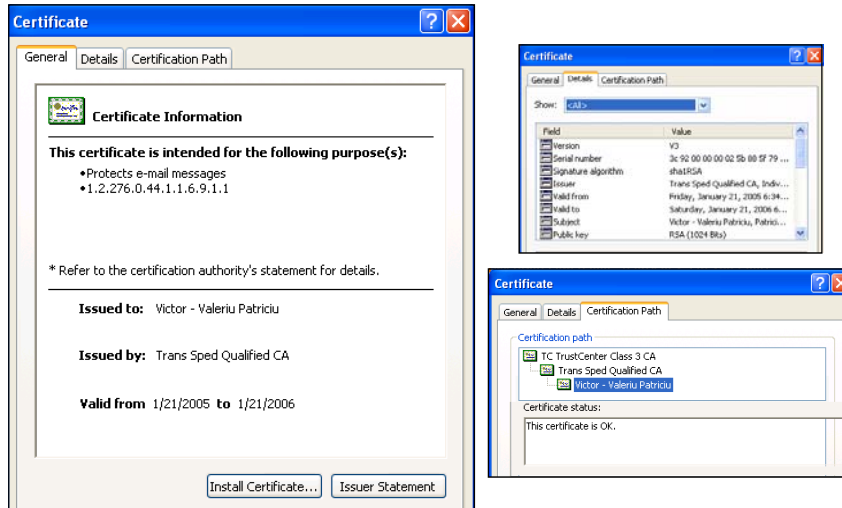 Certificate
General Details Certification Path
Certificate Information
This certificate is intended for the following purpose(s):
•Protects e-mail messages
•1.2.276.0.44.1.1.6.9.1.1
* Refer to the certification authority's statement for details.
Issued to: Victor - Valeriu Patriciu
Issued by: Trans Sped Qualified CA
Valid from 1/21/2005 to 1/21/2006
Install Certificate... Issuer Statement
Certificate
General Details Certification Path
Show: <All>
Field Value
Version V3
Serial number 3c 92 00 00 00 02 5b 08 5f 79 ...
Signature algorithm sha1RSA
Issuer Trans Sped Qualified CA, Indiv...
Valid from Friday, January 21, 2005 6:34...
Valid to Saturday, January 21, 2006 6...
Subject Victor - Valeriu Patriciu, Patrici...
Public key RSA (1024 Bits)
Certificate
General Details Certification Path
Certification path
TC TrustCenter Class 3 CA
Trans Sped Qualified CA
Victor - Valeriu Patriciu
Certificate status:
This certificate is OK.